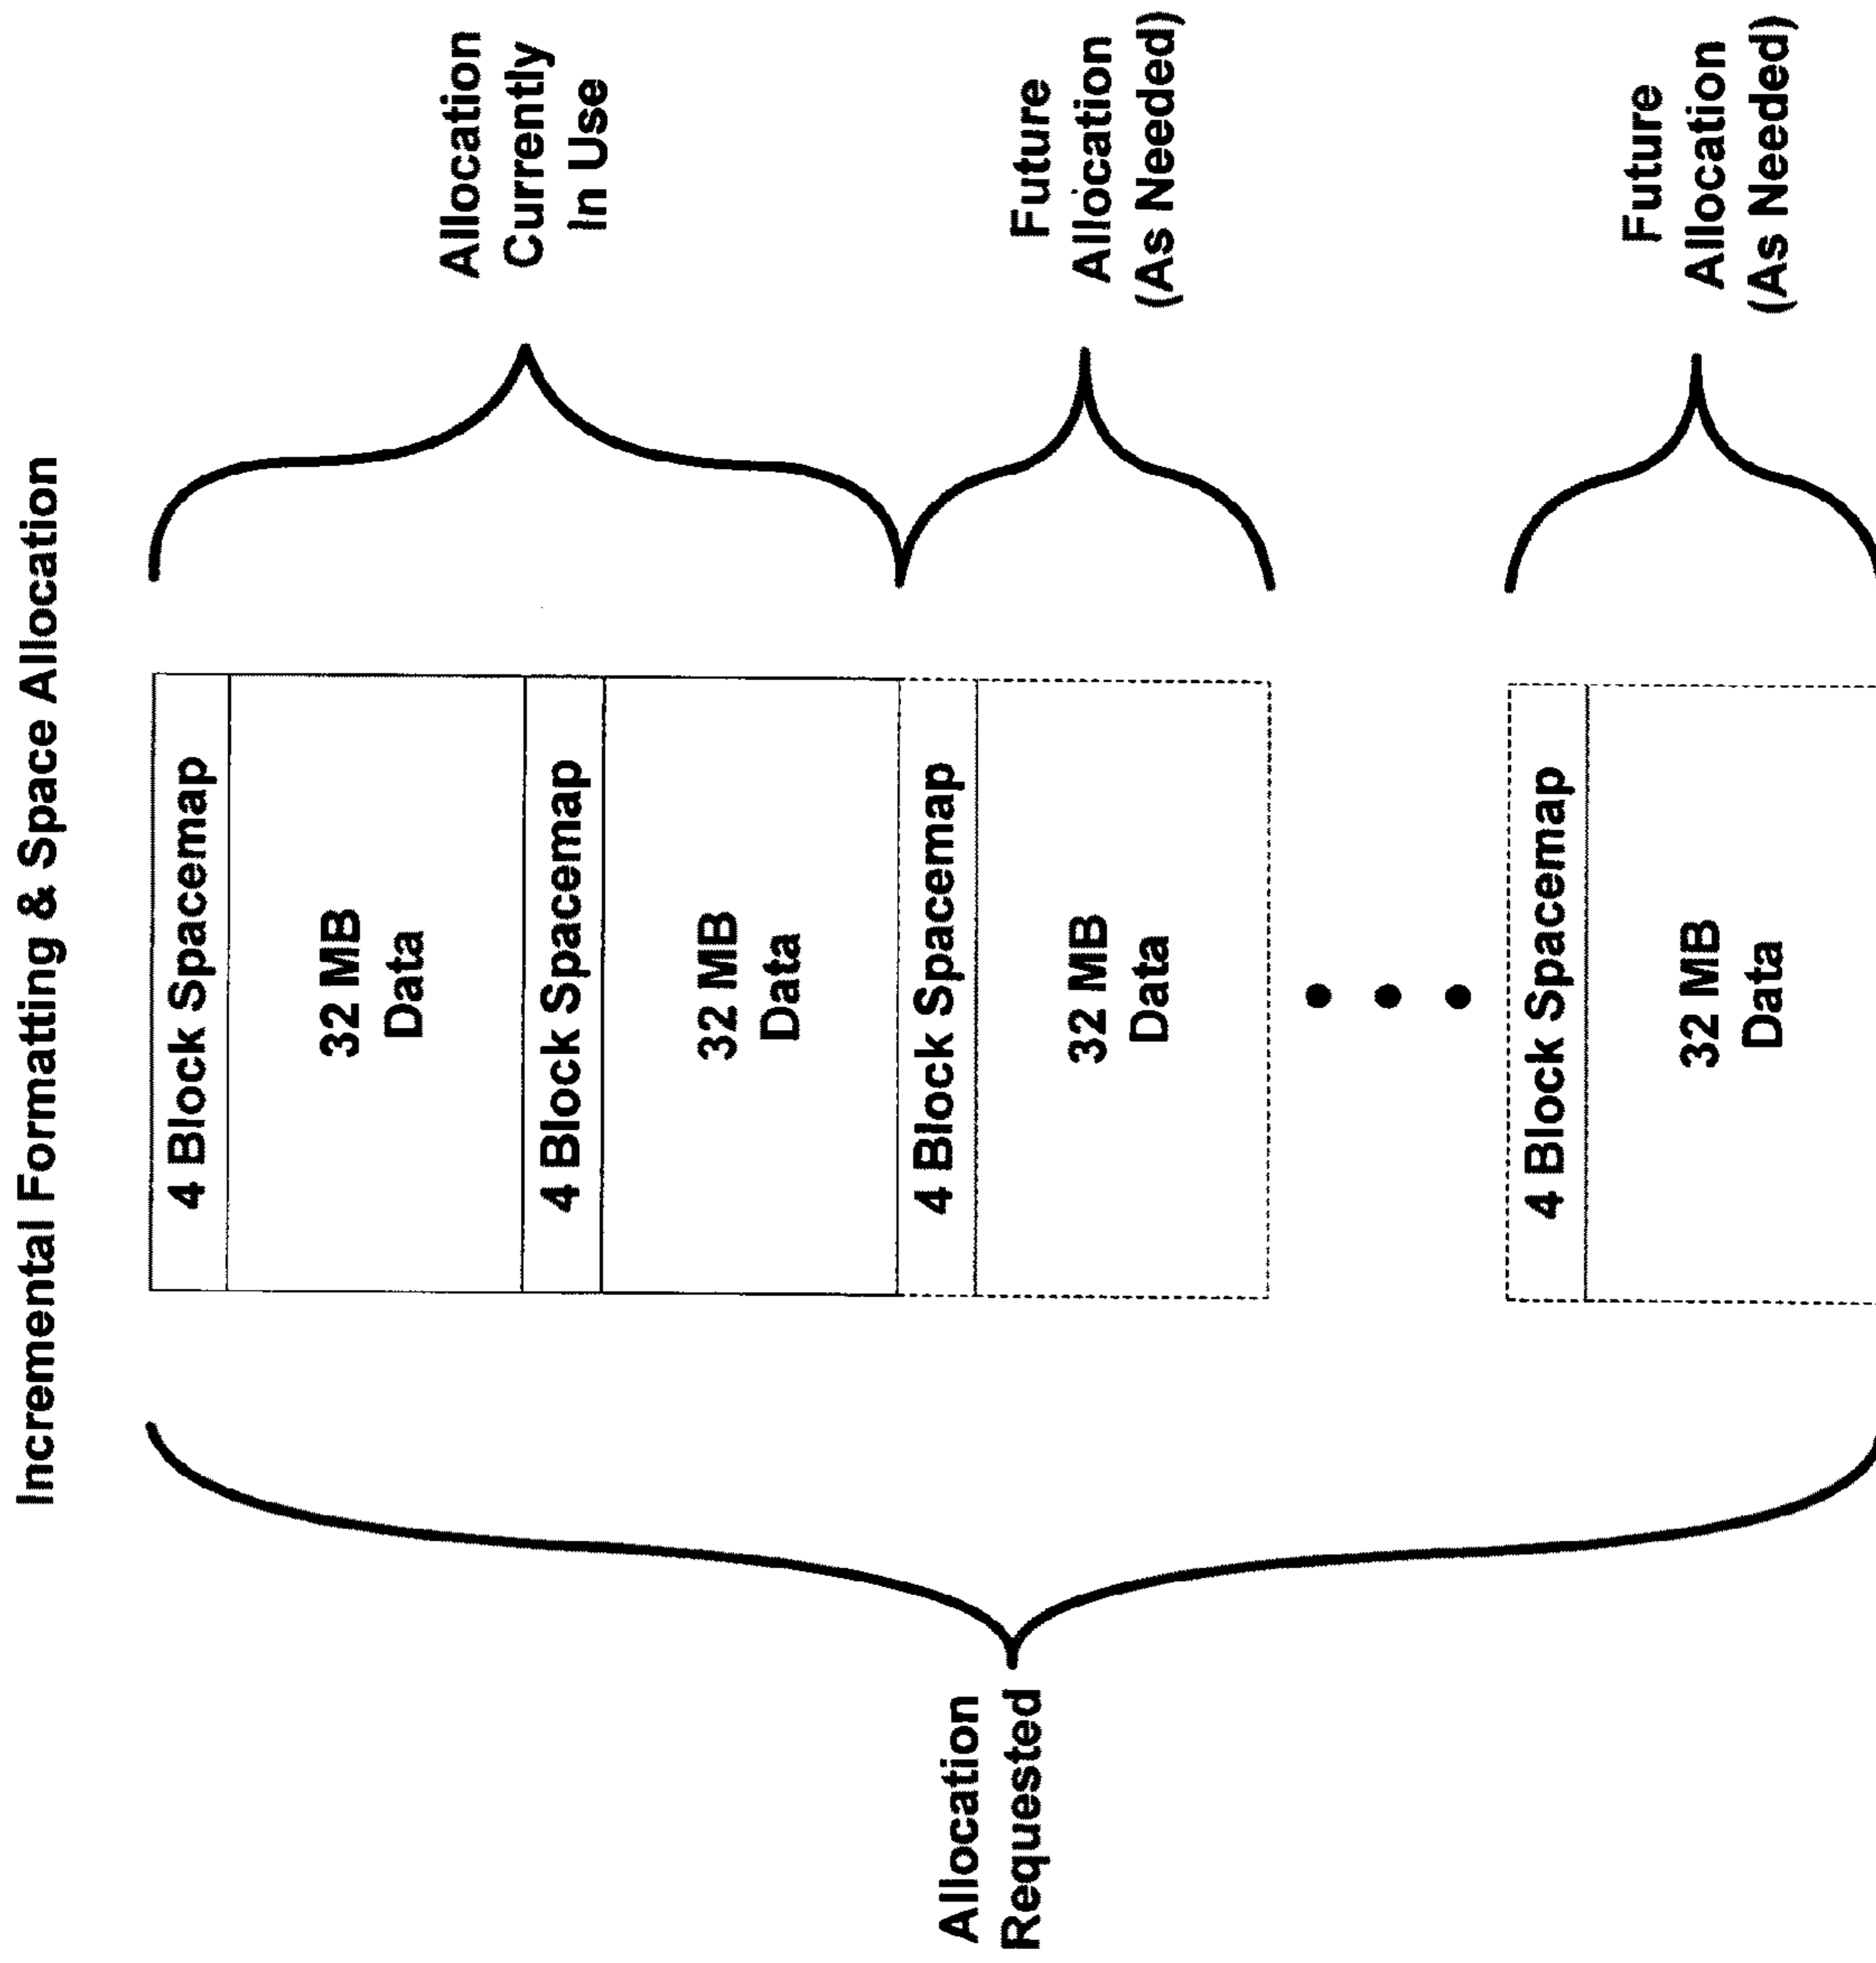 Incremental Formatting & Space Allocation
4 Block Spacemap
32 MB
Data
4 Block Spacemap
32 MB
Data
4 Block Spacemap
32 MB
Data
4 Block Spacemap
32 MB
Data
Allocation
Requested
Allocation
Currently
In Use
Future
Allocation
(As Needed)
Future
Allocation
(As Needed)